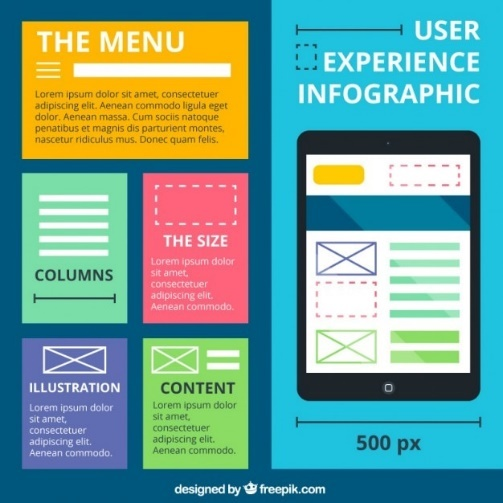 THE MENU
Lorem ipsum dolor sit amet, consectetuer
adipiscing elit. Aenean commodo ligula eget
dolor. Aenean massa. Cum sociis natoque
penatibus et magnis dis parturient montes,
nascetur ridiculus mus. Aenean commodo.
COLUMNS
THE SIZE
Lorem ipsum dolor
sit amet,
consectetuer
adipiscing elit.
Aenean commodo.
ILLUSTRATION
Lorem ipsum dolor
sit amet,
consectetuer
adipiscing elit.
Aenean commodo.
CONTENT
Lorem ipsum dolor
sit amet,
consectetuer
adipiscing elit.
Aenean commodo.
USER
EXPERIENCE
INFOGRAPHIC
500 px
designed by freepik.com